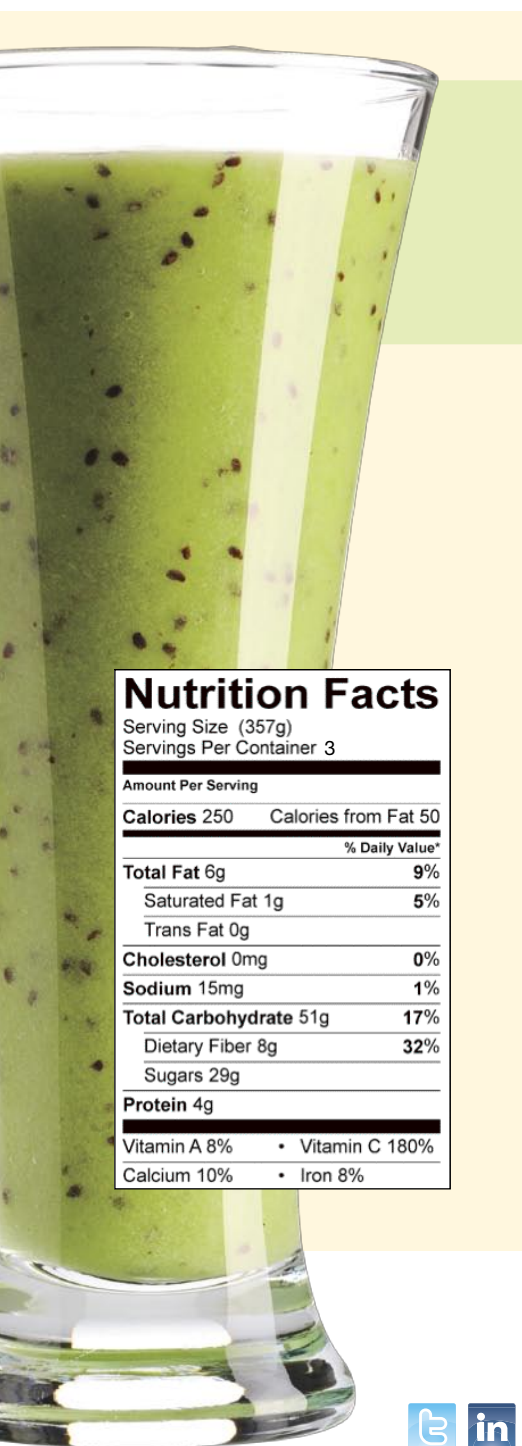 Nutrition Facts
Serving Size (357g)
Servings Per Container 3
Amount Per Serving
Calories 250 Calories from Fat 50
% Daily Value*
Total Fat 6g 9%
Saturated Fat 1g 5%
Trans Fat 0g
Cholesterol 0mg 0%
Sodium 15mg 1%
Total Carbohydrate 51g 17%
Dietary Fiber 8g 32%
Sugars 29g
Protein 4g
Vitamin A 8% • Vitamin C 180%
Calcium 10% • Iron 8%
t in